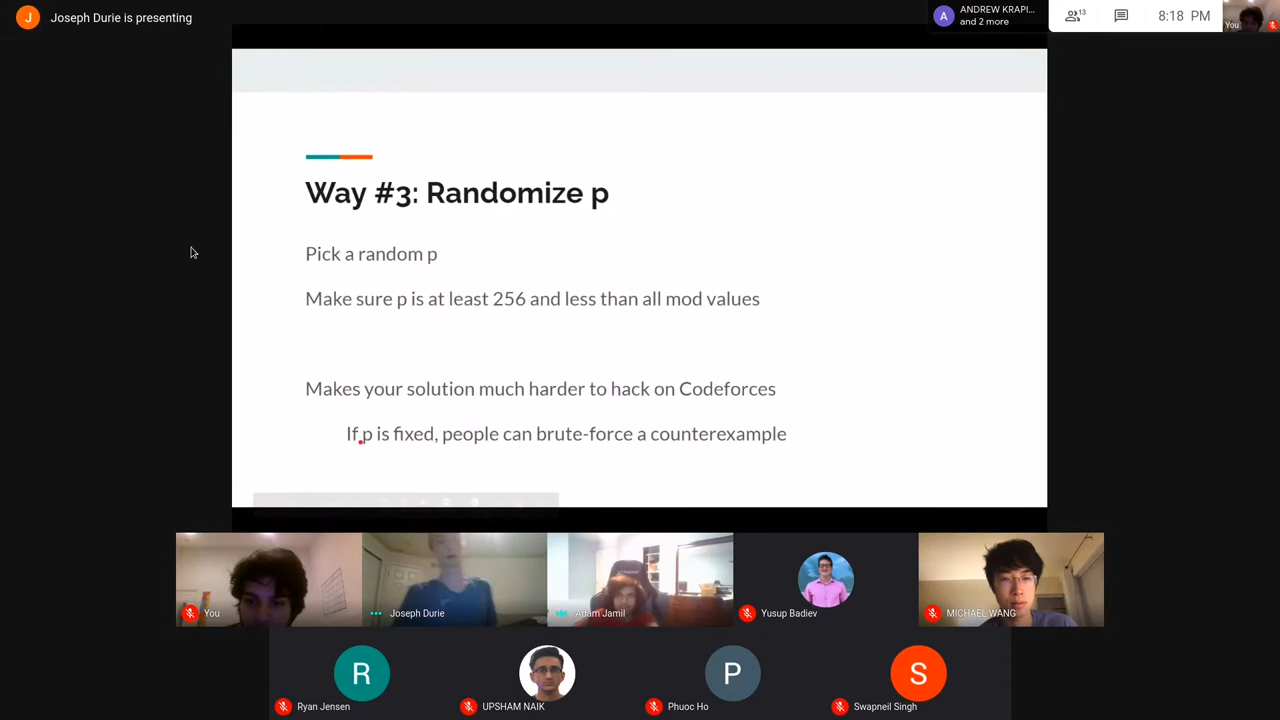 J Joseph Durie is presenting
A ANDREW KRAPI...
and 2 more
13
8:18 PM
You
Way #3: Randomize p
Pick a random p
Make sure p is at least 256 and less than all mod values
Makes your solution much harder to hack on Codeforces
If p is fixed, people can brute-force a counterexample
You
Joseph Durie
Adam Jamil
Yusup Badiev
MICHAEL WANG
R
P
S
Ryan Jensen
UPSHAM NAIK
Phuoc Ho
Swapneil Singh